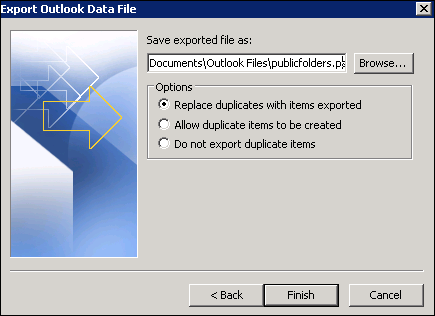 Export Outlook Data File
Save exported file as:
Documents\Outlook Files\publicfolders.ps
Browse...
Options
Replace duplicates with items exported
Allow duplicate items to be created
Do not export duplicate items
< Back
Finish
Cancel